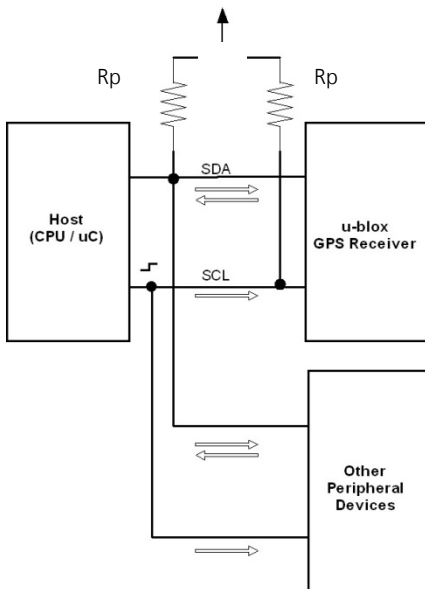 Rp
Rp
SDA
Host
(CPU / uC)
u-blox
GPS Receiver
SCL
Other
Peripheral
Devices